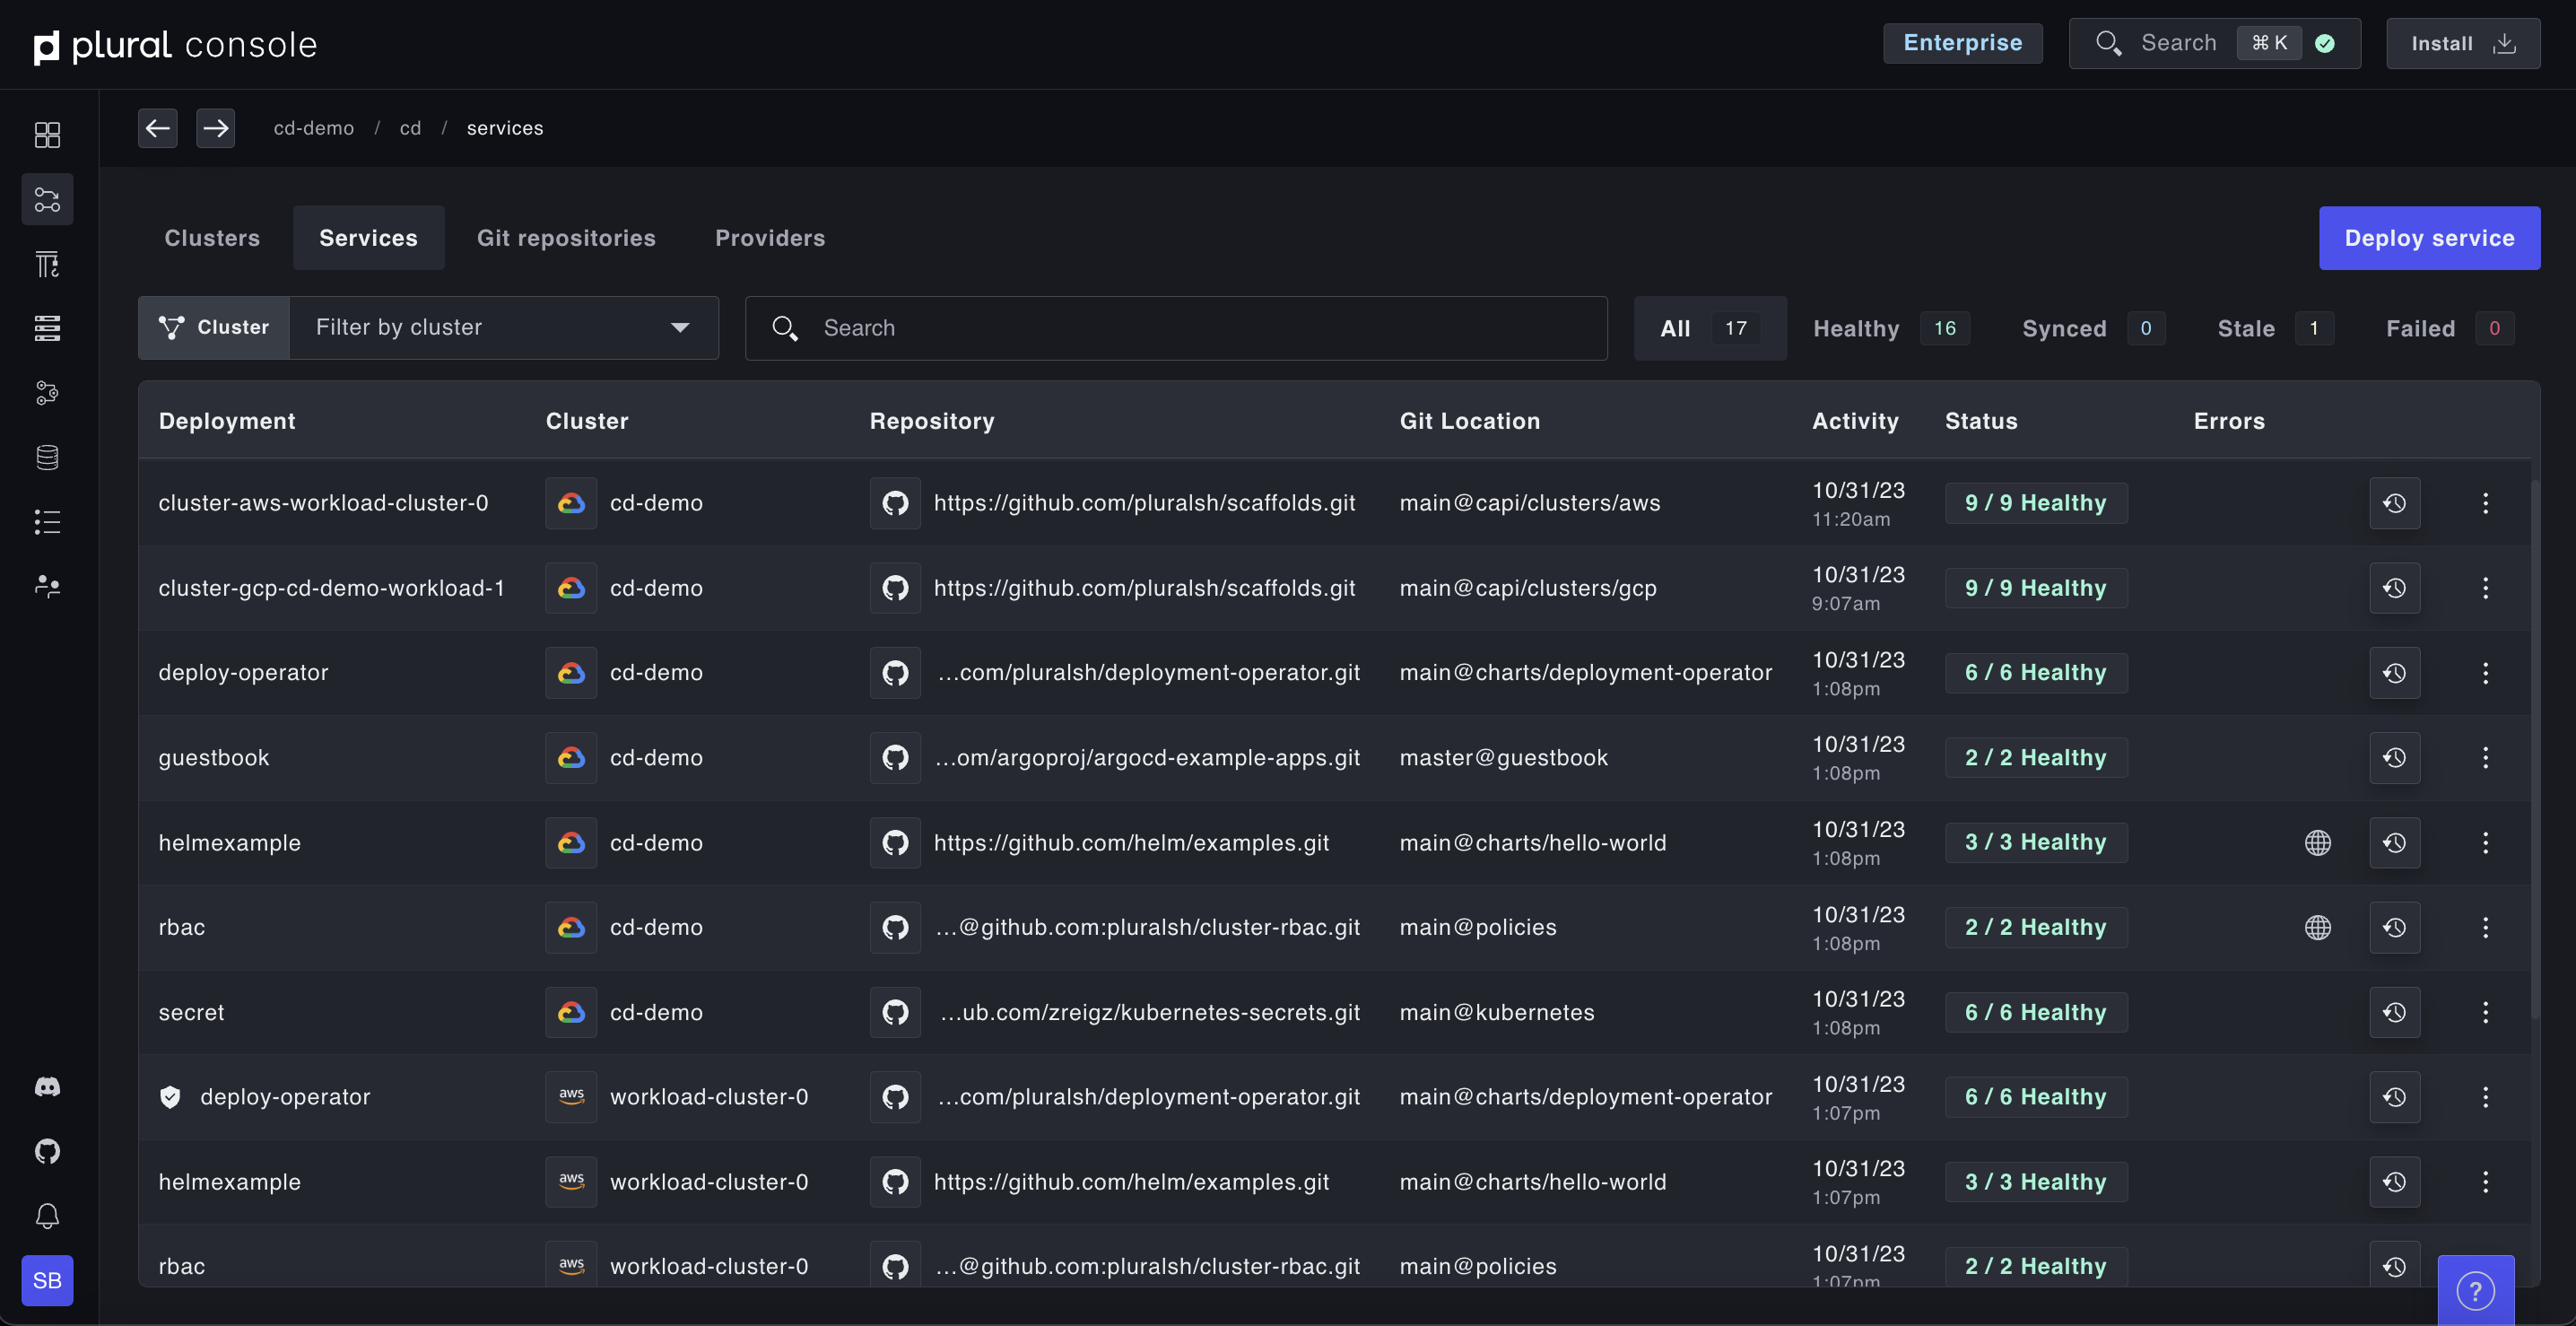 plural console
Enterprise
Search ⌘ K
Install
cd-demo / cd / services
Clusters Services Git repositories Providers
Deploy service
Cluster Filter by cluster
Search
All 17 Healthy 16 Synced 0 Stale 1 Failed 0
Deployment Cluster Repository Git Location Activity Status Errors
cluster-aws-workload-cluster-0 cd-demo https://github.com/pluralsh/scaffolds.git main@capi/clusters/aws 10/31/23 9 / 9 Healthy
11:20am
cluster-gcp-cd-demo-workload-1 cd-demo https://github.com/pluralsh/scaffolds.git main@capi/clusters/gcp 10/31/23 9 / 9 Healthy
9:07am
deploy-operator cd-demo ...com/pluralsh/deployment-operator.git main@charts/deployment-operator 10/31/23 6 / 6 Healthy
1:08pm
guestbook cd-demo ...om/argoproj/argocd-example-apps.git master@guestbook 10/31/23 2 / 2 Healthy
1:08pm
helmexample cd-demo https://github.com/helm/examples.git main@charts/hello-world 10/31/23 3 / 3 Healthy
1:08pm
rbac cd-demo ...@github.com:pluralsh/cluster-rbac.git main@policies 10/31/23 2 / 2 Healthy
1:08pm
secret cd-demo ...ub.com/zreigz/kubernetes-secrets.git main@kubernetes 10/31/23 6 / 6 Healthy
1:08pm
deploy-operator aws workload-cluster-0 ...com/pluralsh/deployment-operator.git main@charts/deployment-operator 10/31/23 6 / 6 Healthy
1:07pm
helmexample aws workload-cluster-0 https://github.com/helm/examples.git main@charts/hello-world 10/31/23 3 / 3 Healthy
1:07pm
rbac aws workload-cluster-0 ...@github.com:pluralsh/cluster-rbac.git main@policies 10/31/23 2 / 2 Healthy
1:07pm
SB
?